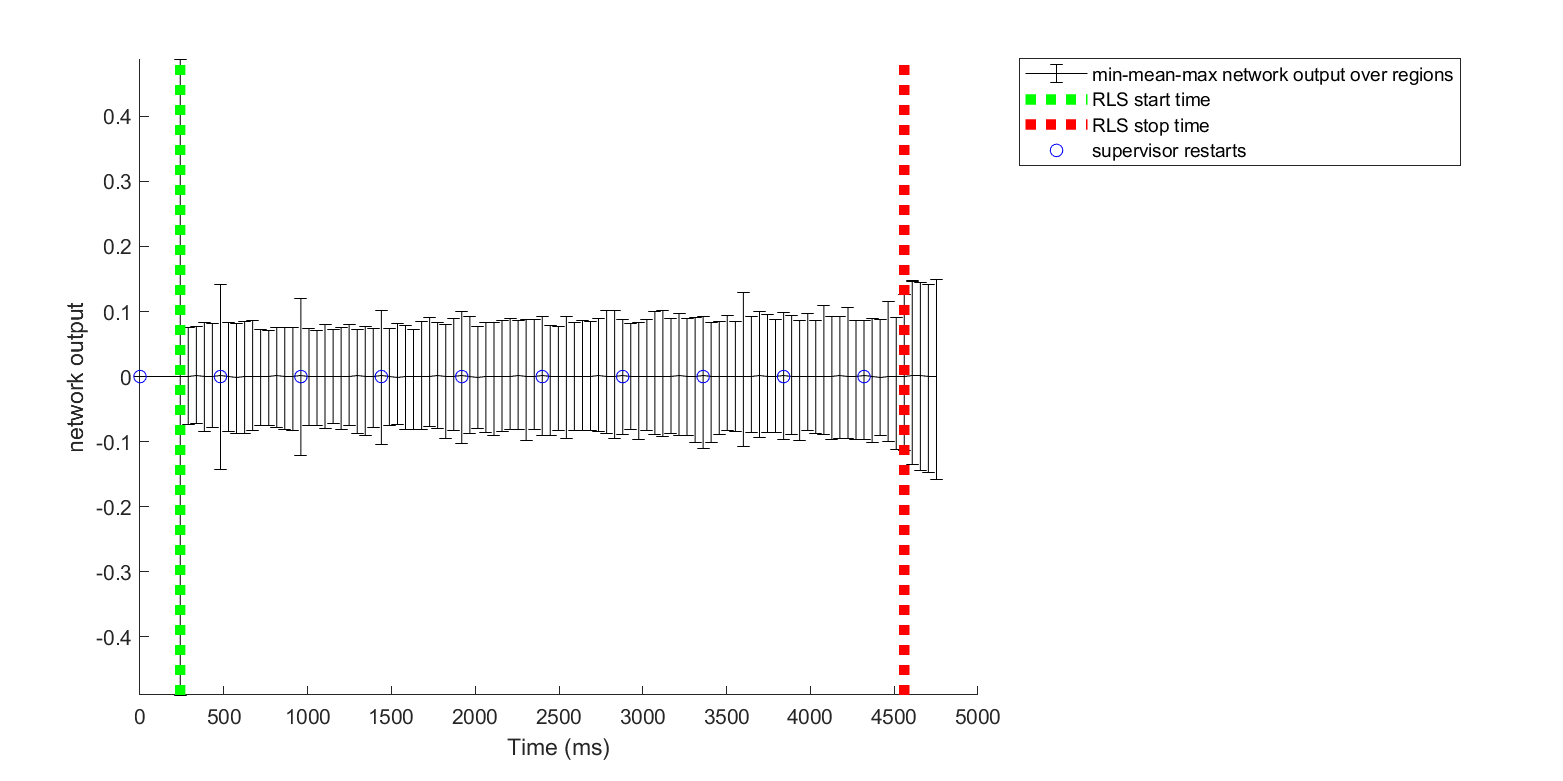 min-mean-max network output over regions
RLS start time
RLS stop time
supervisor restarts
network output
0.4
0.3
0.2
0.1
0
-0.1
-0.2
-0.3
-0.4
0 500 1000 1500 2000 2500 3000 3500 4000 4500 5000
Time (ms)